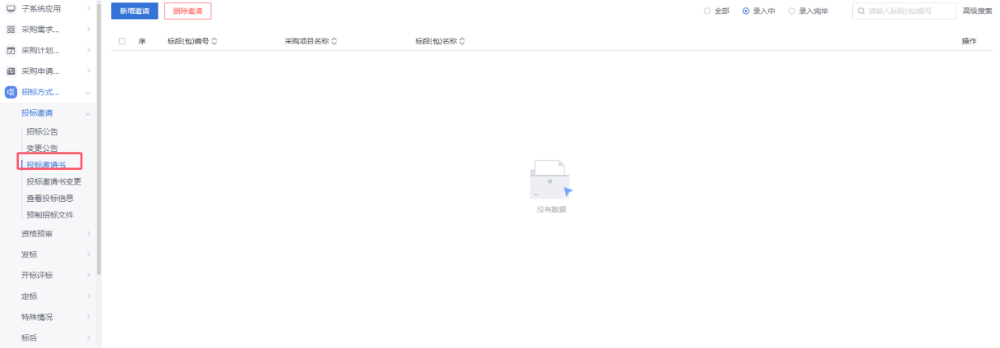 子系统应用
采购需求...
采购计划...
采购申请...
招标方式...
投标邀请
招标公告
变更公告
投标邀请书
投标邀请书变更
查看投标信息
预制招标文件
资格预审
发标
开标评标
定标
特殊情况
标后
新增邀请 删除邀请 全部 录入中 录入完毕 请输入标段(包)编号 高级搜索
序 标段(包)编号 采购项目名称 标段(包)名称 操作
没有数据